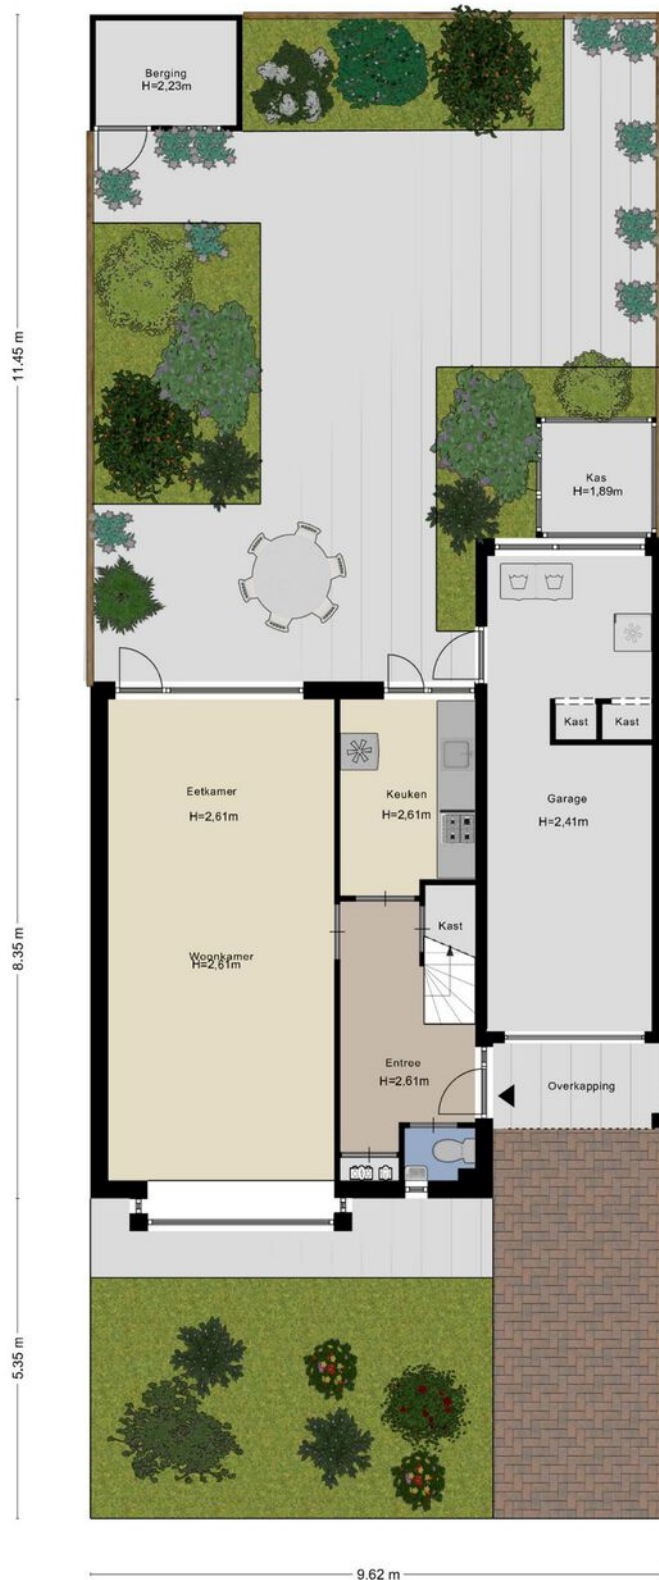 Berging
H=2,23m
11.45 m
Kas
H=1,89m
Kast
Kast
Eetkamer
H=2,61m
Keuken
H=2,61m
Garage
H=2,41m
8.35 m
Kast
Woonkamer
H=2,61m
Entree
H=2,61m
Overkapping
5.35 m
9.62 m